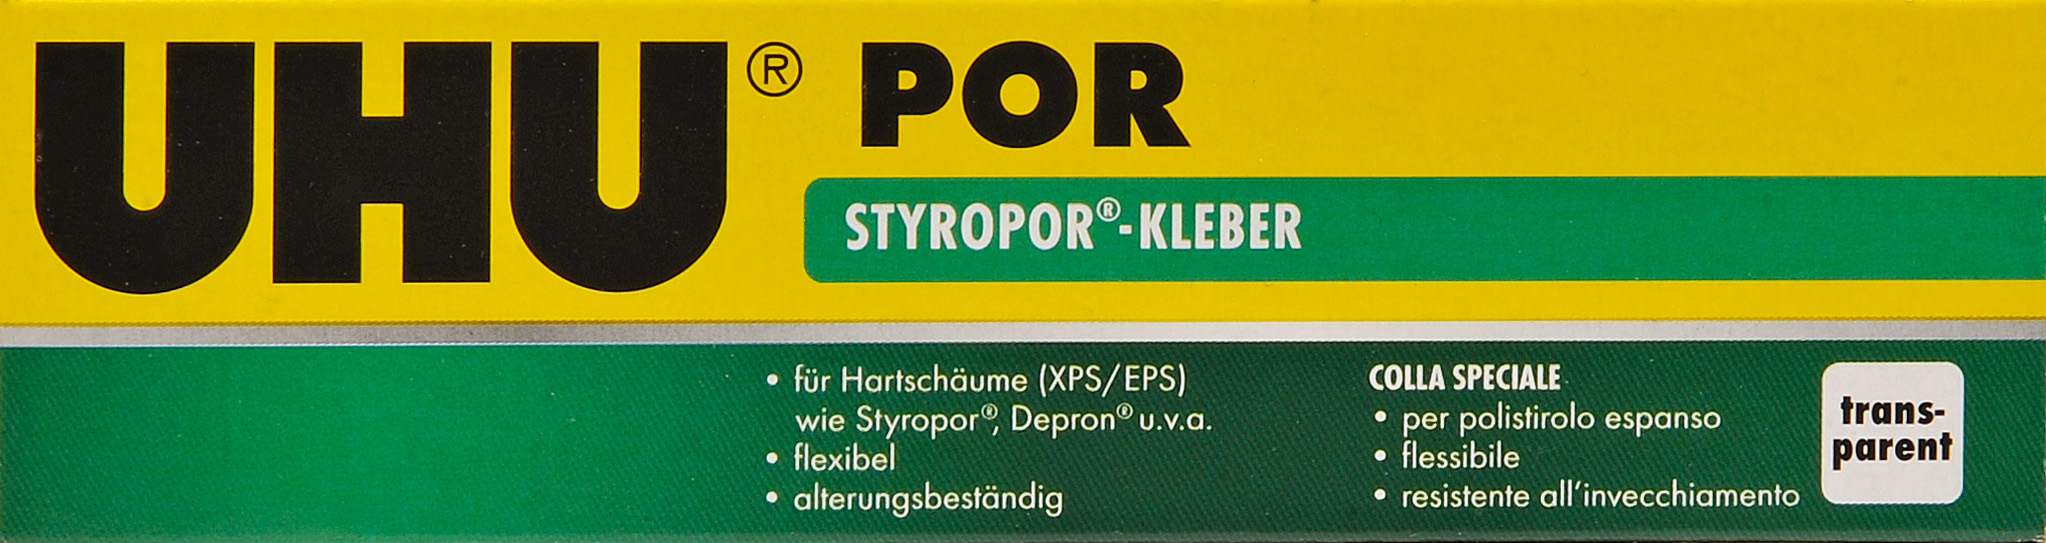 UHU® POR
STYROPOR®-KLEBER
• für Hartschäume (XPS/EPS)
wie Styropor®, Depron® u.v.a.
• flexibel
• alterungsbeständig
COLLA SPECIALE
• per polistirolo espanso
• flessibile
• resistente all'invecchiamento
trans-
parent